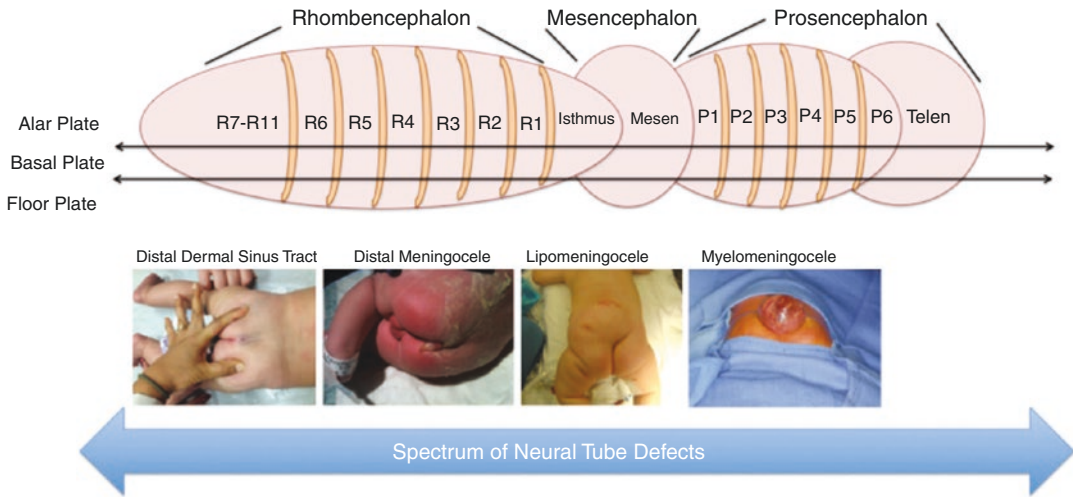 Rhombencephalon Mesencephalon Prosencephalon
Alar Plate R7-R11 R6 R5 R4 R3 R2 R1 Isthmus Mesen P1 P2 P3 P4 P5 P6 Telen
Basal Plate
Floor Plate
Distal Dermal Sinus Tract Distal Meningocele Lipomeningocele Myelomeningocele
Spectrum of Neural Tube Defects